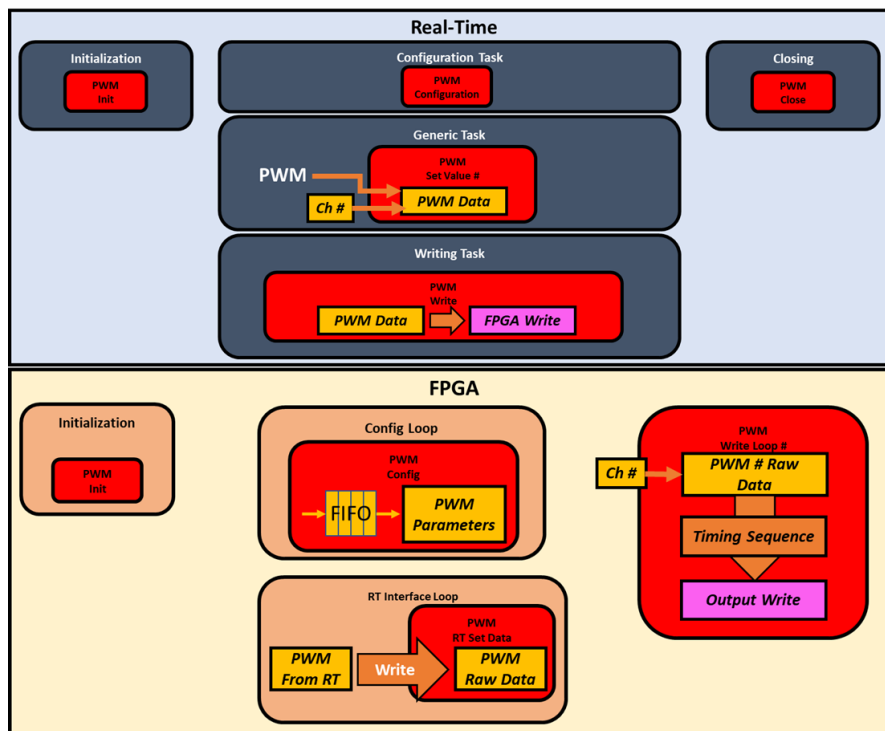 Real-Time
Initialization
PWM
Init
Configuration Task
PWM
Configuration
Closing
PWM
Close
Generic Task
PWM
Set Value #
PWM
PWM Data
Ch #
Writing Task
PWM
Write
PWM Data
FPGA Write
FPGA
Initialization
PWM
Init
Config Loop
PWM
Config
FIFO
PWM
Parameters
PWM
Write Loop #
Ch #
PWM # Raw
Data
Timing Sequence
Output Write
RT Interface Loop
PWM
RT Set Data
PWM
From RT
Write
PWM
Raw Data